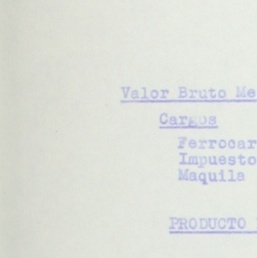 Valor Bruto Me
Cargos
Ferrocar
Impuesto
Maquila
PRODUCTO